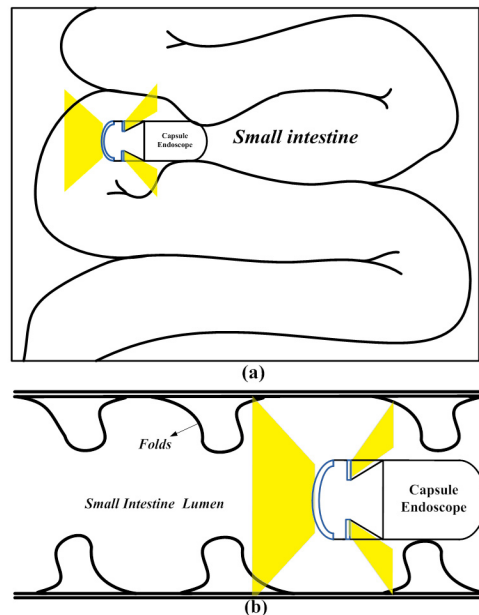 Capsule
Endoscope
Small intestine
(a)
Folds
Small Intestine Lumen
Capsule
Endoscope
(b)